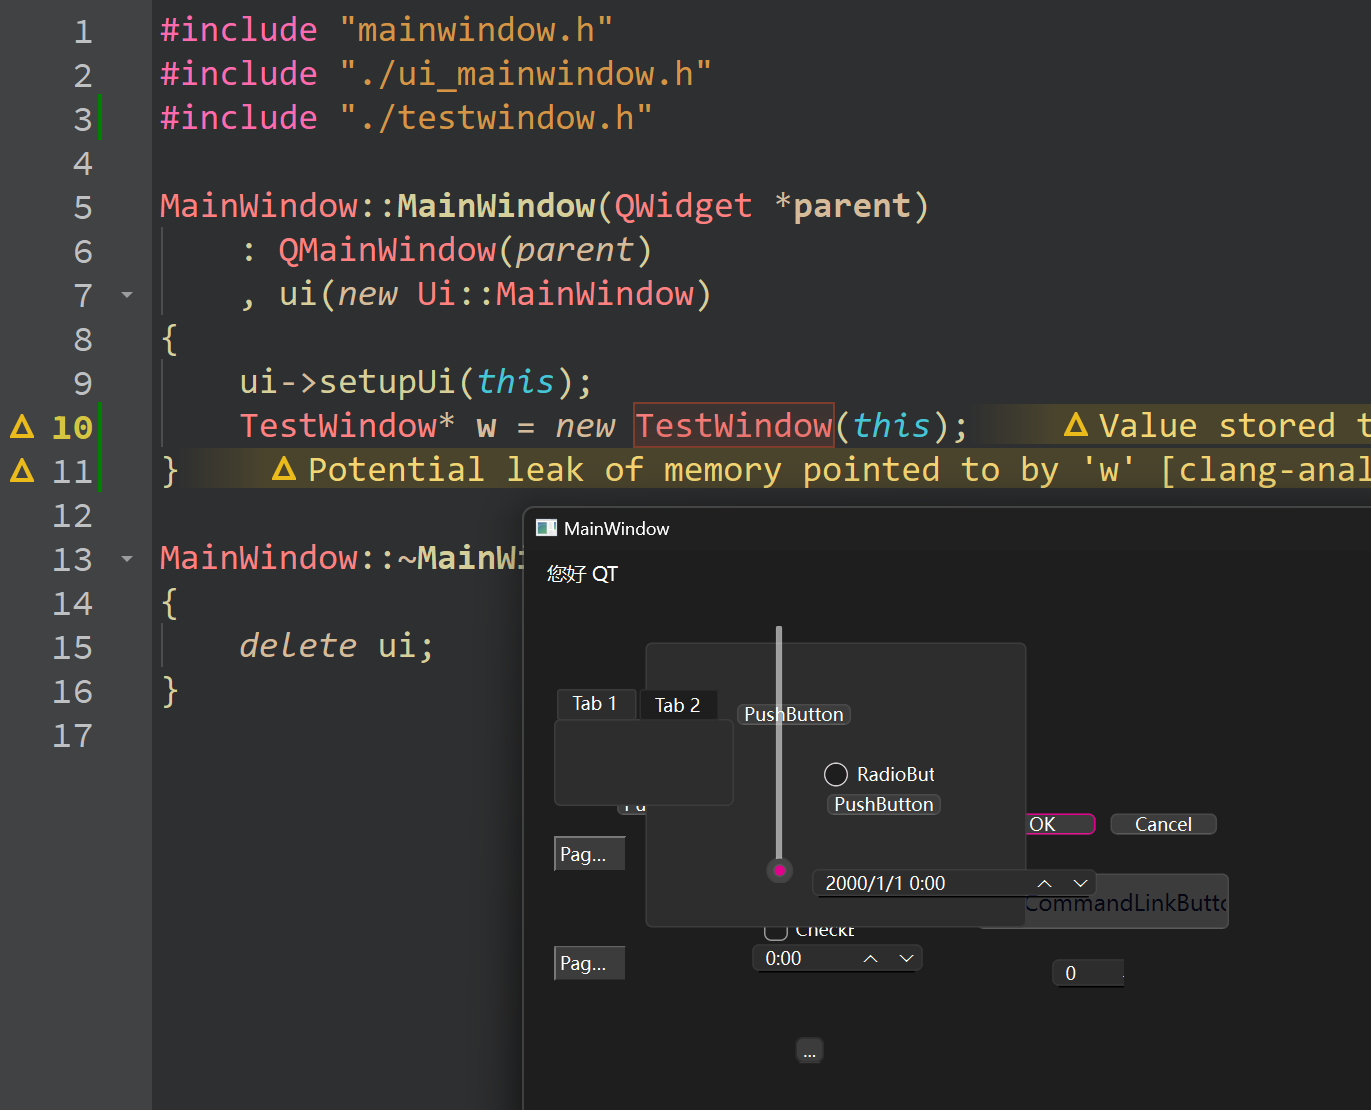 1 #include "mainwindow.h"
2 #include "./ui_mainwindow.h"
3 #include "./testwindow.h"
4
5 MainWindow::MainWindow(QWidget *parent)
6 : QMainWindow(parent)
7 , ui(new Ui::MainWindow)
8 {
9 ui->setupUi(this);
10 TestWindow* w = new TestWindow(this); Value stored
11 } Potential leak of memory pointed to by 'w' [clang-anal
12
13 MainWindow::~MainWi
14 {
15 delete ui;
16 }
17
MainWindow
您好 QT
Tab 1 Tab 2 PushButton
RadioBut
PushButton
OK Cancel
Pag...
2000/1/1 0:00
CommandLinkButto
CheckE
Pag... 0:00
0
...